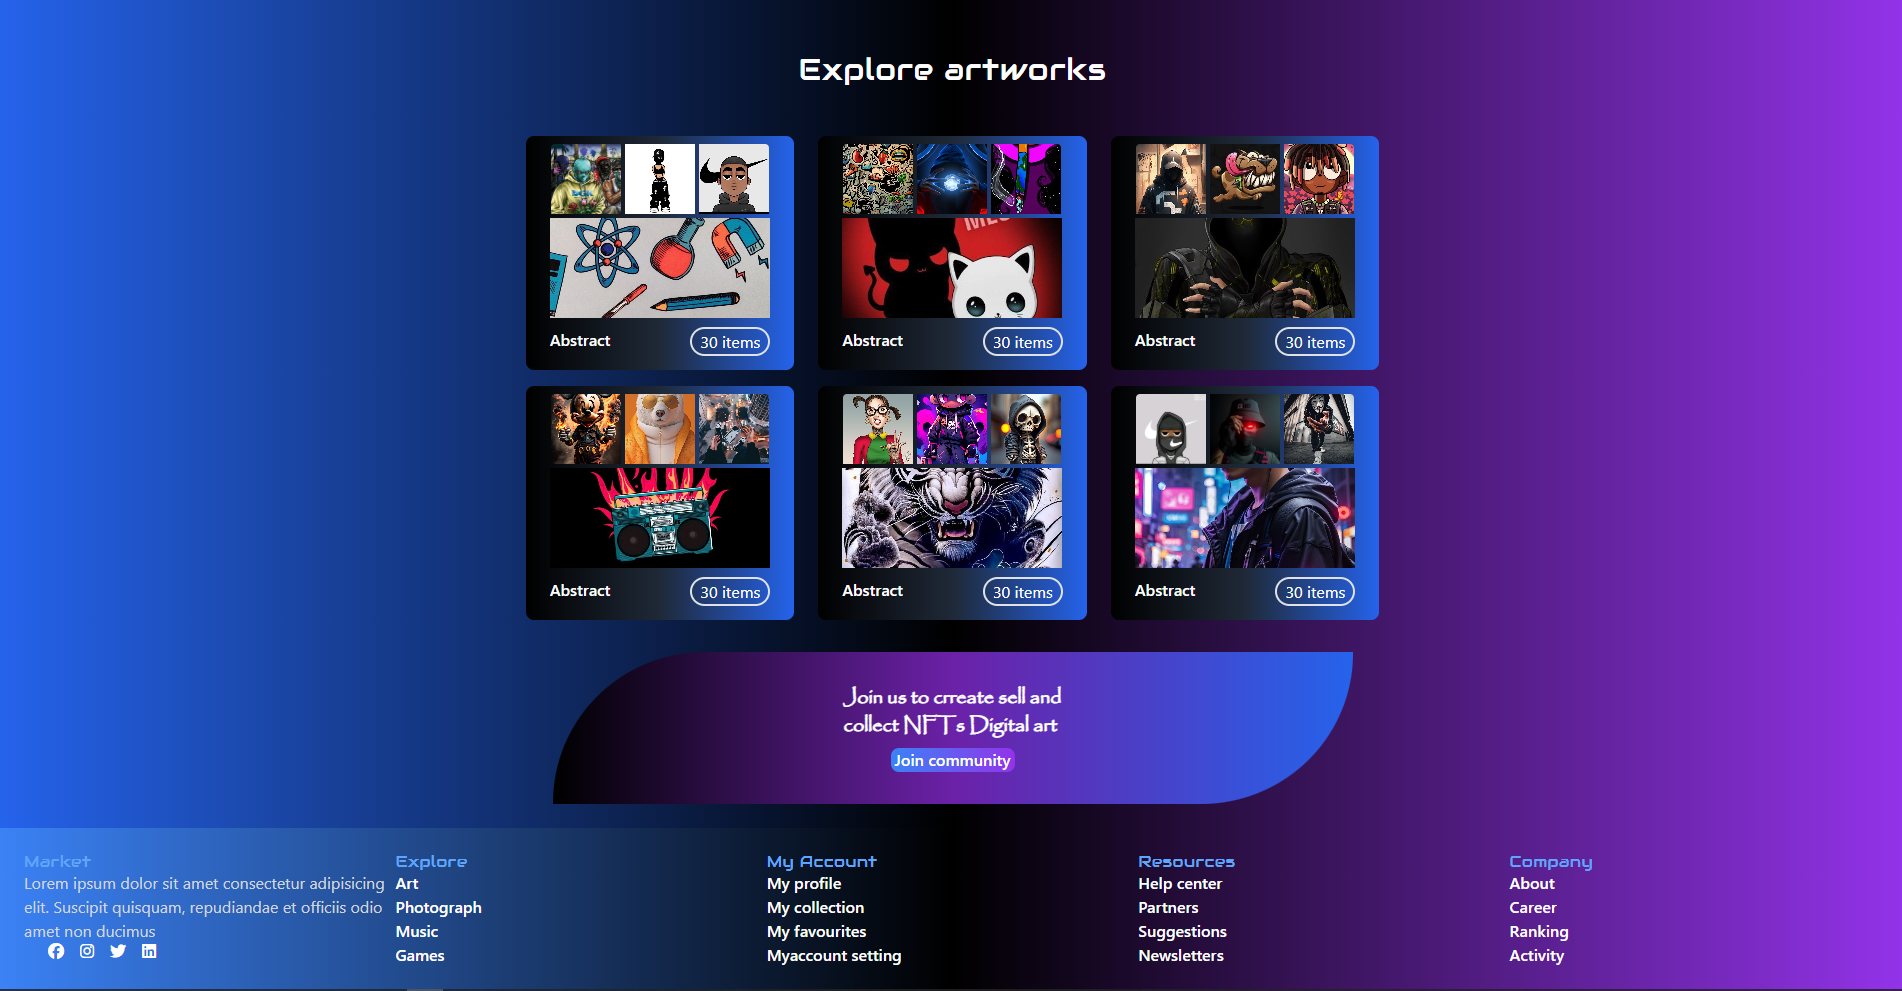 Explore artworks
Abstract
30 items
Abstract
30 items
Abstract
30 items
Abstract
30 items
Abstract
30 items
Abstract
30 items
Join us to crreate sell and
collect NFTs Digital art
Join community
Market
Lorem ipsum dolor sit amet consectetur adipisicing
elit. Suscipit quisquam, repudiandae et officiis odio
amet non ducimus
Explore
Art
Photograph
Music
Games
My Account
My profile
My collection
My favourites
Myaccount setting
Resources
Help center
Partners
Suggestions
Newsletters
Company
About
Career
Ranking
Activity